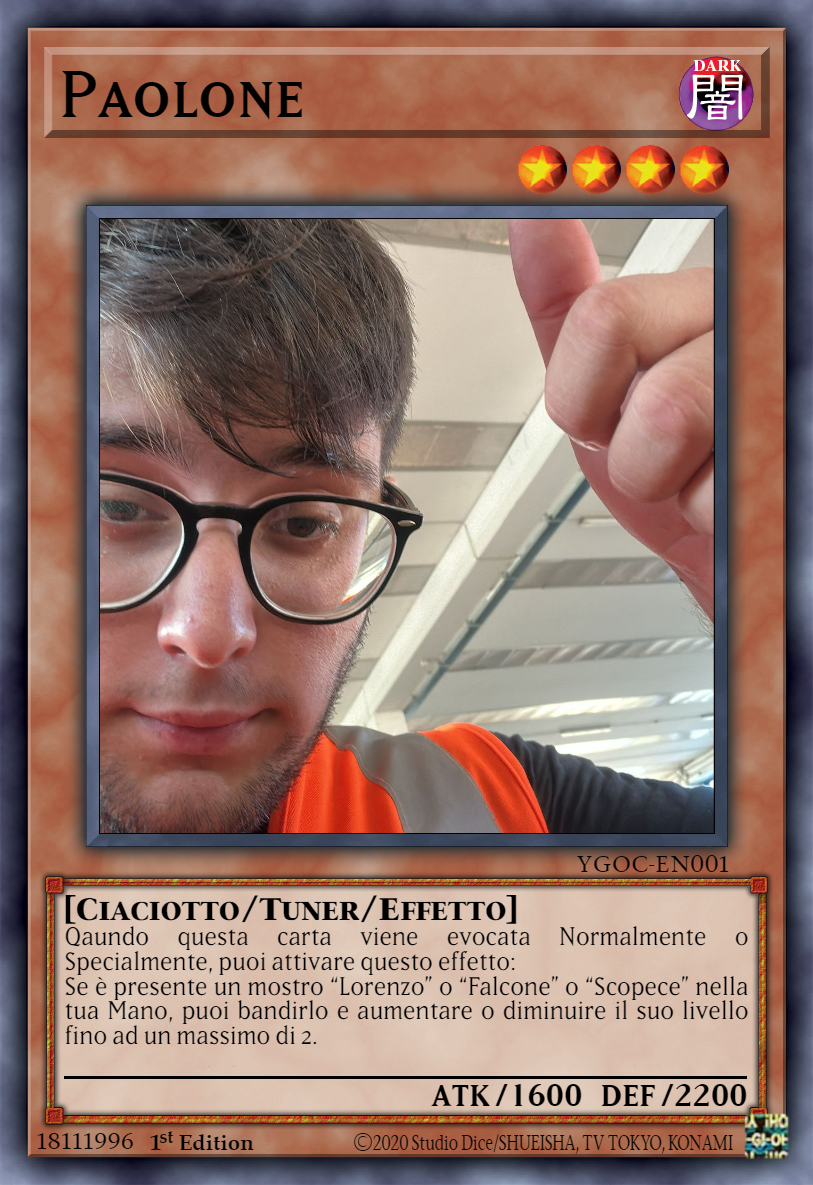 PAOLONE
DARK
闇
YGOC-EN001
[CIACIOTTO/TUNER/EFFETTO]
Qaundo questa carta viene evocata Normalmente o
Specialmente, puoi attivare questo effetto:
Se è presente un mostro “Lorenzo” o “Falcone” o “Scopece” nella
tua Mano, puoi bandirlo e aumentare o diminuire il suo livello
fino ad un massimo di 2.
ATK/1600 DEF/2200
18111996 1st Edition ©2020 Studio Dice/SHUEISHA, TV TOKYO, KONAMI